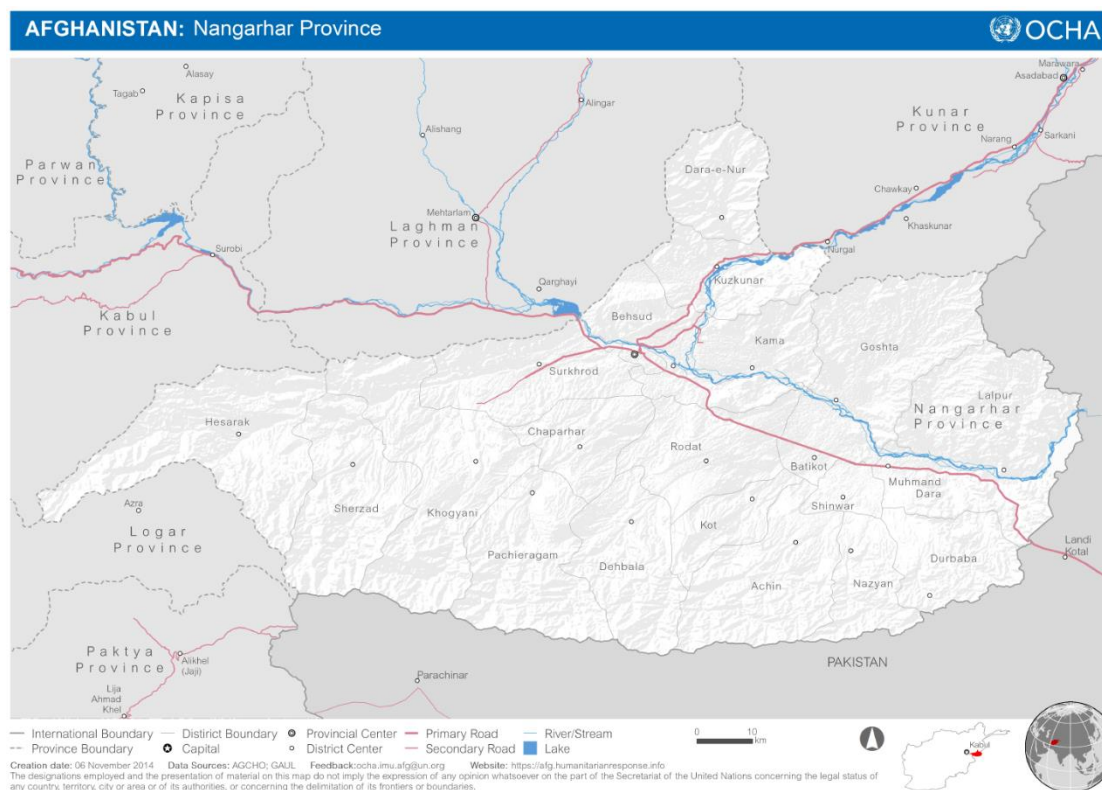 AFGHANISTAN: Nangarhar Province
OCHA
Alasay
Tagab
Kapisa
Province
Parwan
Province
Alishang
Alingar
Mehtarlam
Laghman
Province
Surobi
Kabul
Province
Qarghayi
Marawara
Asadabad
Kunar
Province
Narang
Sarkani
Chawkay
Khaskunar
Nurgal
Dara-e-Nur
Kuzkunar
Behsud
Kama
Goshta
Surkhrod
Lalpur
Nangarhar
Province
Hesarak
Chaparhar
Rodat
Batikot
Muhmand
Dara
Shinwar
Azra
Sherzad
Khogyani
Kot
Logar
Province
Pachieragam
Dehbala
Achin
Nazyan
Durbaba
Landi
Kotal
Paktya
Province
Alikhel
(Jaji)
Lija
Ahmad
Khel
Parachinar
PAKISTAN
International Boundary District Boundary Provincial Center Primary Road River/Stream
Province Boundary Capital District Center Secondary Road Lake
0 10
km
Kabul
Creation date: 06 November 2014 Data Sources: AGCHO; GAUL Feedback:ocha.imu.afg@un.org Website: https://afg.humanitarianresponse.info
The designations employed and the presentation of material on this map do not imply the expression of any opinion whatsoever on the part of the Secretariat of the United Nations concerning the legal status of
any country, territory, city or area or of its authorities, or concerning the delimitation of its frontiers or boundaries.